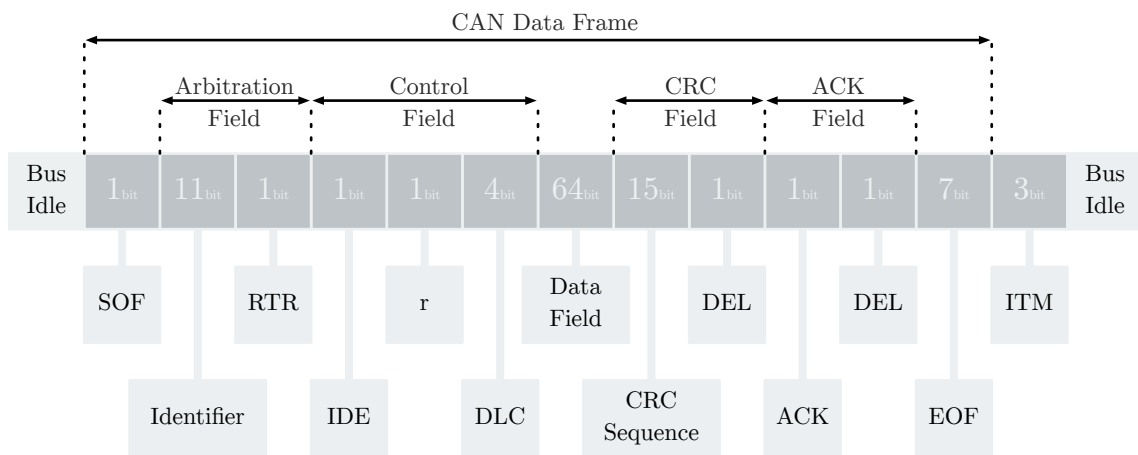 CAN Data Frame
Arbitration
Field
Control
Field
CRC
Field
ACK
Field
Bus
Idle
1bit
11bit
1bit
1bit
1bit
4bit
64bit
15bit
1bit
1bit
1bit
7bit
3bit
Bus
Idle
SOF
RTR
r
Data
Field
DEL
DEL
ITM
Identifier
IDE
DLC
CRC
Sequence
ACK
EOF